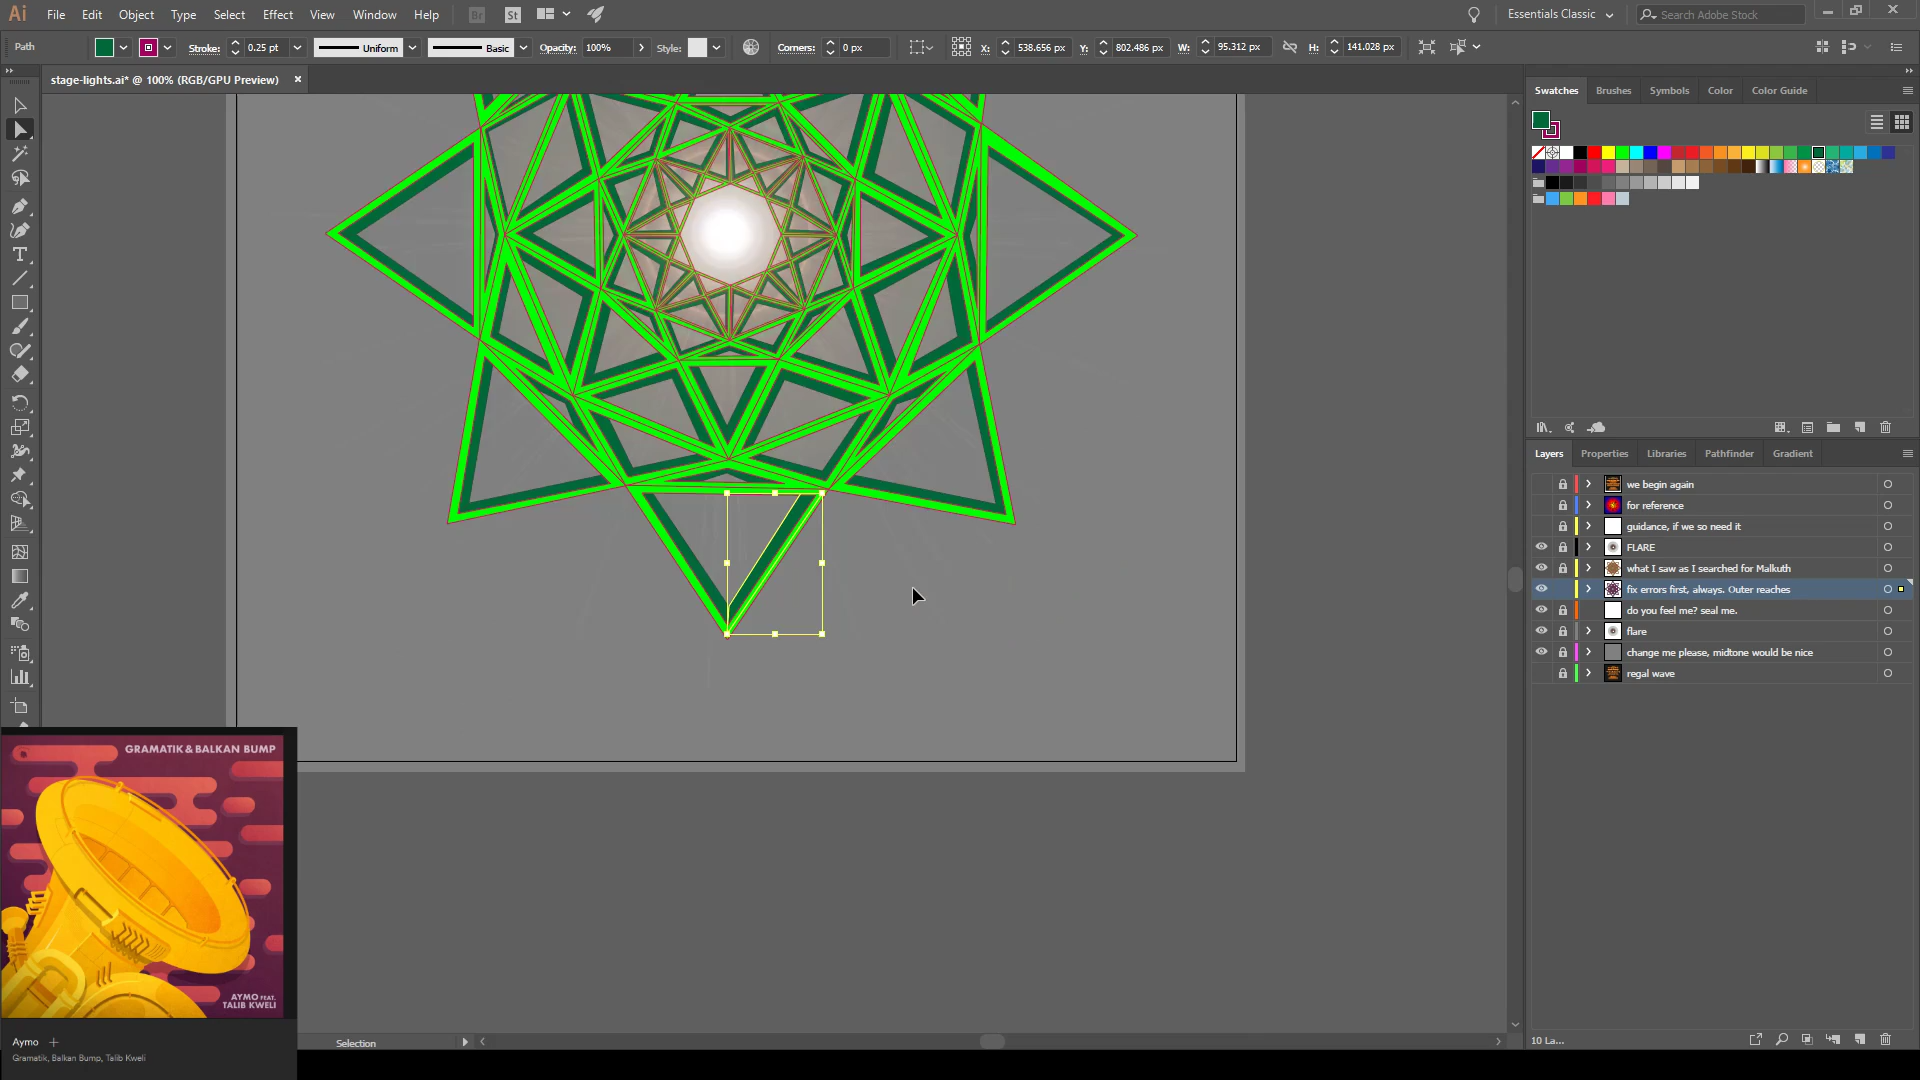 Ai File Edit Object Type Select Effect View Window Help Br St Essentials Classic Search Adobe Stock
Path Stroke: 0.25 pt Uniform Basic Opacity: 100% Style: Corners: 0 px X: 538.656 px Y: 802.486 px W: 95.312 px H: 141.028 px
stage-lights.ai* @ 100% (RGB/GPU Preview)
Swatches Brushes Symbols Color Color Guide
Layers Properties Libraries Pathfinder Gradient
we begin again
for reference
guidance, if we so need it
FLARE
what I saw as I searched for Malkuth
fix errors first, always. Outer reaches
do you feel me? seal me.
flare
change me please, midtone would be nice
regal wave
GRAMATIK & BALKAN BUMP
AYMO FEAT.
TALIB KWELI
Aymo
Gramatik, Balkan Bump, Talib Kweli
Selection
10 La...